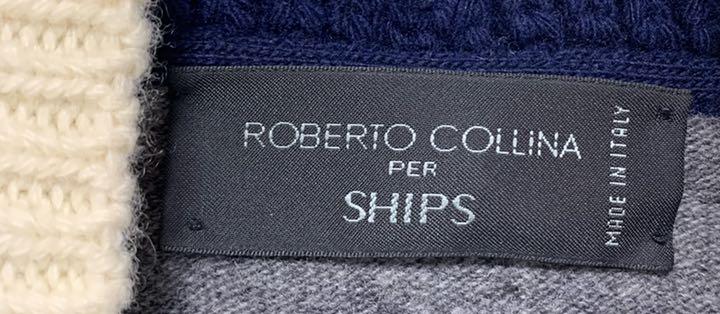 ROBERTO COLLINA
PER
SHIPS
MADE IN ITALY